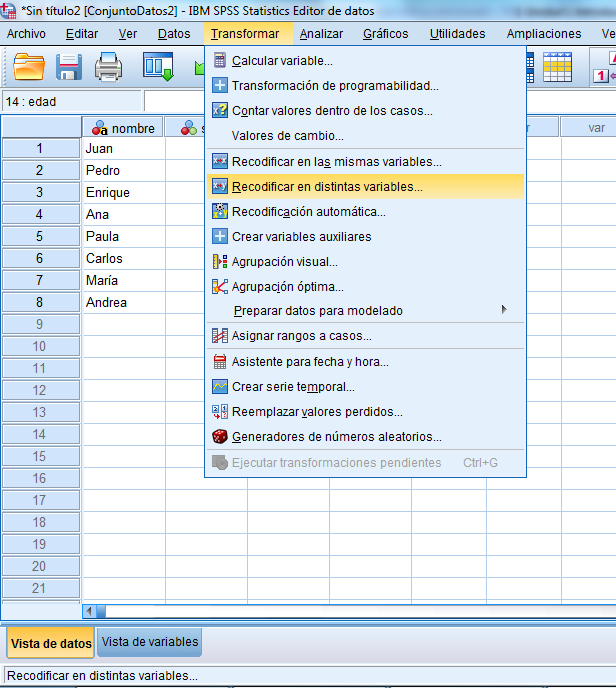 *Sin título2 [ConjuntoDatos2] - IBM SPSS Statistics Editor de datos
Archivo Editar Ver Datos Transformar Analizar Gráficos Utilidades Ampliaciones Ve
14 : edad
nombre s r var
1 Juan
2 Pedro
3 Enrique
4 Ana
5 Paula
6 Carlos
7 María
8 Andrea
9
10
11
12
13
14
15
16
17
18
19
20
21
Calcular variable...
Transformación de programabilidad...
Contar valores dentro de los casos...
Valores de cambio...
Recodificar en las mismas variables...
Recodificar en distintas variables...
Recodificación automática...
Crear variables auxiliares
Agrupación visual...
Agrupación óptima...
Preparar datos para modelado
Asignar rangos a casos...
Asistente para fecha y hora...
Crear serie temporal...
Reemplazar valores perdidos...
Generadores de números aleatorios...
Ejecutar transformaciones pendientes Ctrl+G
Vista de datos Vista de variables
Recodificar en distintas variables...